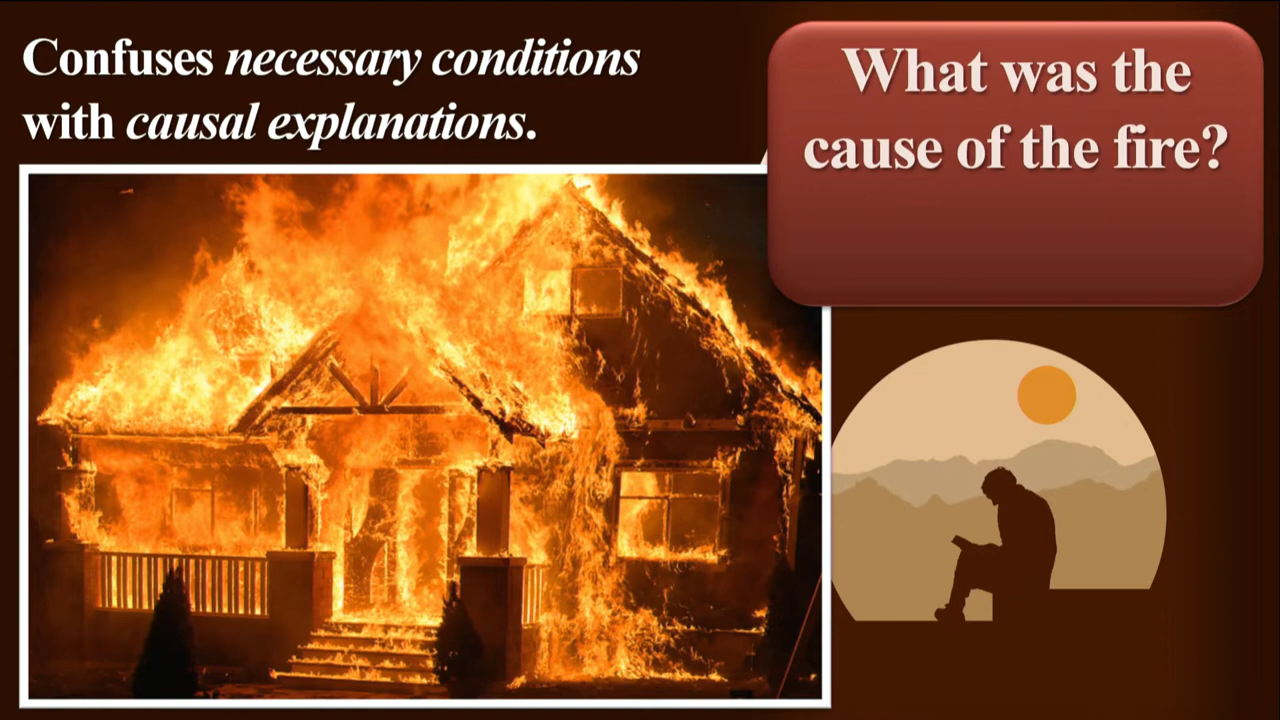 Confuses necessary conditions
with causal explanations.
What was the
cause of the fire?